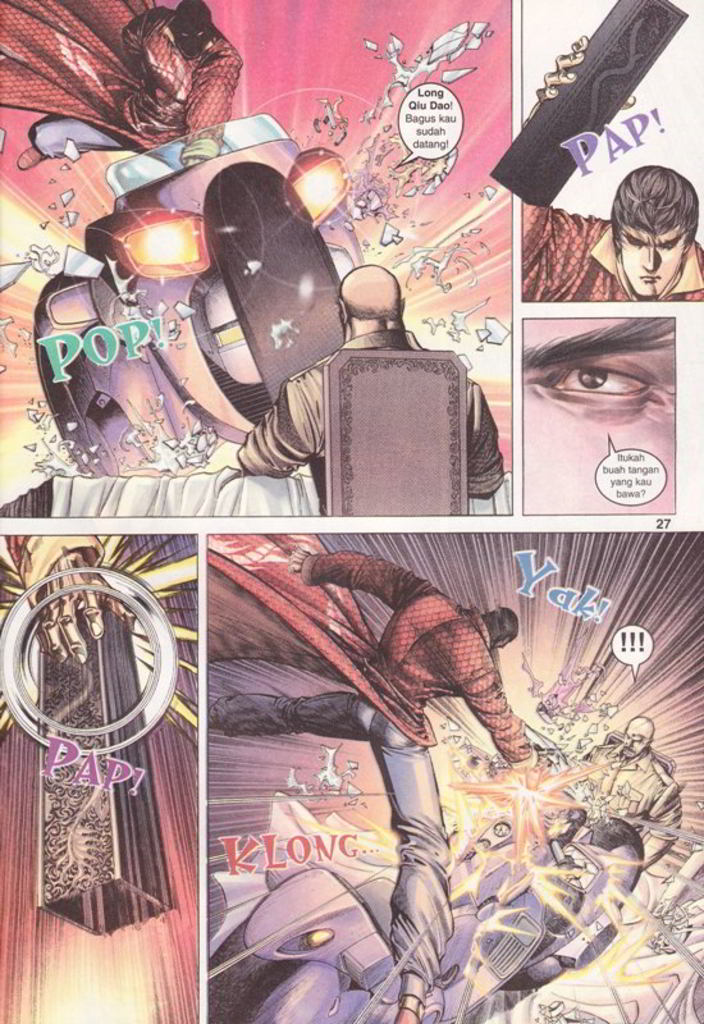 Long
Qiu Dao!
Bagus kau
sudah
datang!
POP!
PAP!
Itukah
buah tangan
yang kau
bawa?
27
PAP!
Yak!
!!!
KLONG...